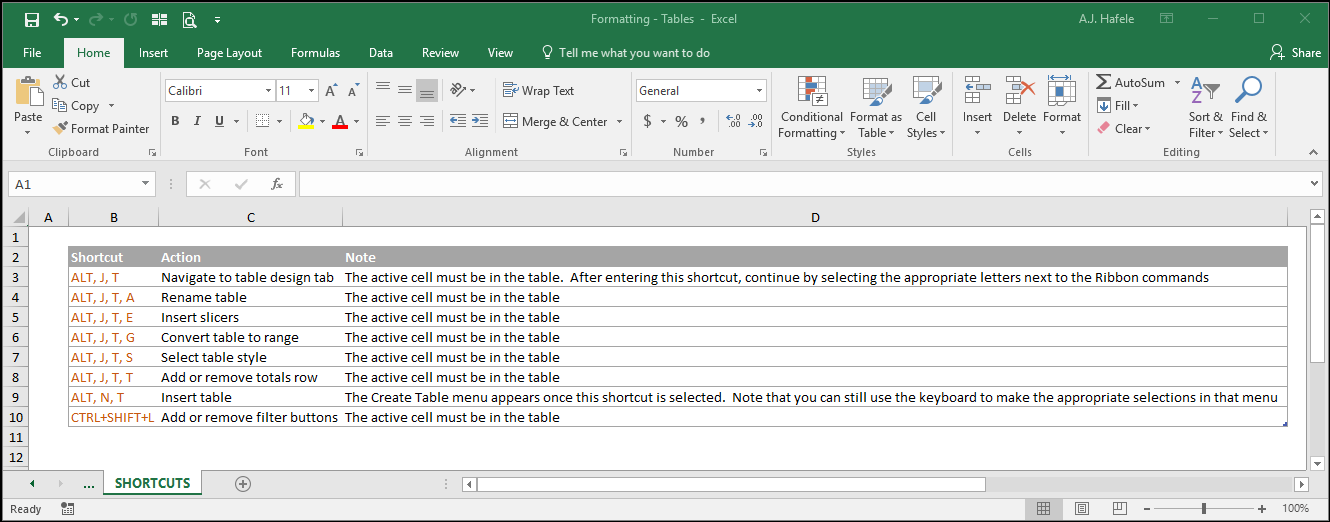 Formatting - Tables - Excel A.J. Hafele
File Home Insert Page Layout Formulas Data Review View Tell me what you want to do Share
Cut
Copy
Format Painter
Paste
Clipboard
Calibri 11
B I U A
Font
Wrap Text
Merge & Center
Alignment
General
$ % ,
Number
Conditional Formatting
Format as Table
Cell Styles
Styles
Insert Delete Format
Cells
AutoSum
Fill
Clear
Sort & Filter
Find & Select
Editing
A1 fx
A B C D
1
2 Shortcut Action Note
3 ALT, J, T Navigate to table design tab The active cell must be in the table.  After entering this shortcut, continue by selecting the appropriate letters next to the Ribbon commands
4 ALT, J, T, A Rename table The active cell must be in the table
5 ALT, J, T, E Insert slicers The active cell must be in the table
6 ALT, J, T, G Convert table to range The active cell must be in the table
7 ALT, J, T, S Select table style The active cell must be in the table
8 ALT, J, T, T Add or remove totals row The active cell must be in the table
9 ALT, N, T Insert table The Create Table menu appears once this shortcut is selected.  Note that you can still use the keyboard to make the appropriate selections in that menu
10 CTRL+SHIFT+L Add or remove filter buttons The active cell must be in the table
11
12
... SHORTCUTS
Ready 100%